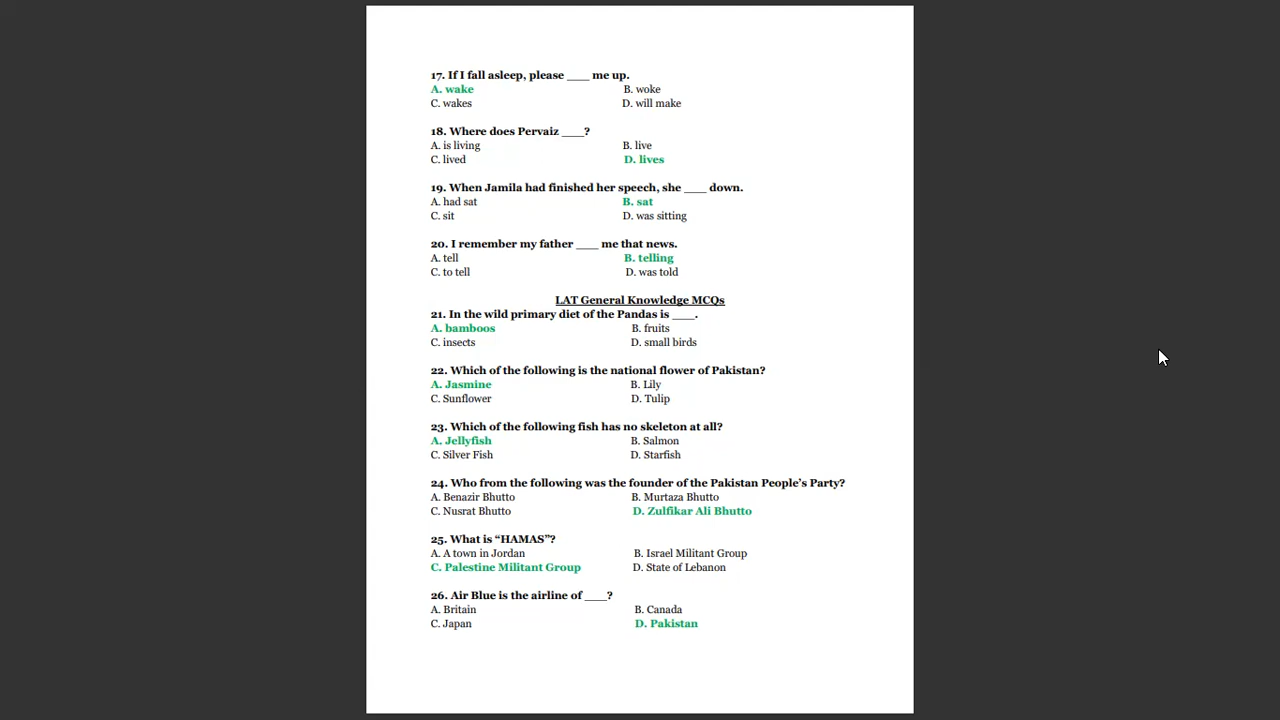 17. If I fall asleep, please ___ me up.
A. wake B. woke
C. wakes D. will make
18. Where does Pervaiz ___?
A. is living B. live
C. lived D. lives
19. When Jamila had finished her speech, she ___ down.
A. had sat B. sat
C. sit D. was sitting
20. I remember my father ___ me that news.
A. tell B. telling
C. to tell D. was told
LAT General Knowledge MCQs
21. In the wild primary diet of the Pandas is ___.
A. bamboos B. fruits
C. insects D. small birds
22. Which of the following is the national flower of Pakistan?
A. Jasmine B. Lily
C. Sunflower D. Tulip
23. Which of the following fish has no skeleton at all?
A. Jellyfish B. Salmon
C. Silver Fish D. Starfish
24. Who from the following was the founder of the Pakistan People's Party?
A. Benazir Bhutto B. Murtaza Bhutto
C. Nusrat Bhutto D. Zulfikar Ali Bhutto
25. What is “HAMAS”?
A. A town in Jordan B. Israel Militant Group
C. Palestine Militant Group D. State of Lebanon
26. Air Blue is the airline of ___?
A. Britain B. Canada
C. Japan D. Pakistan